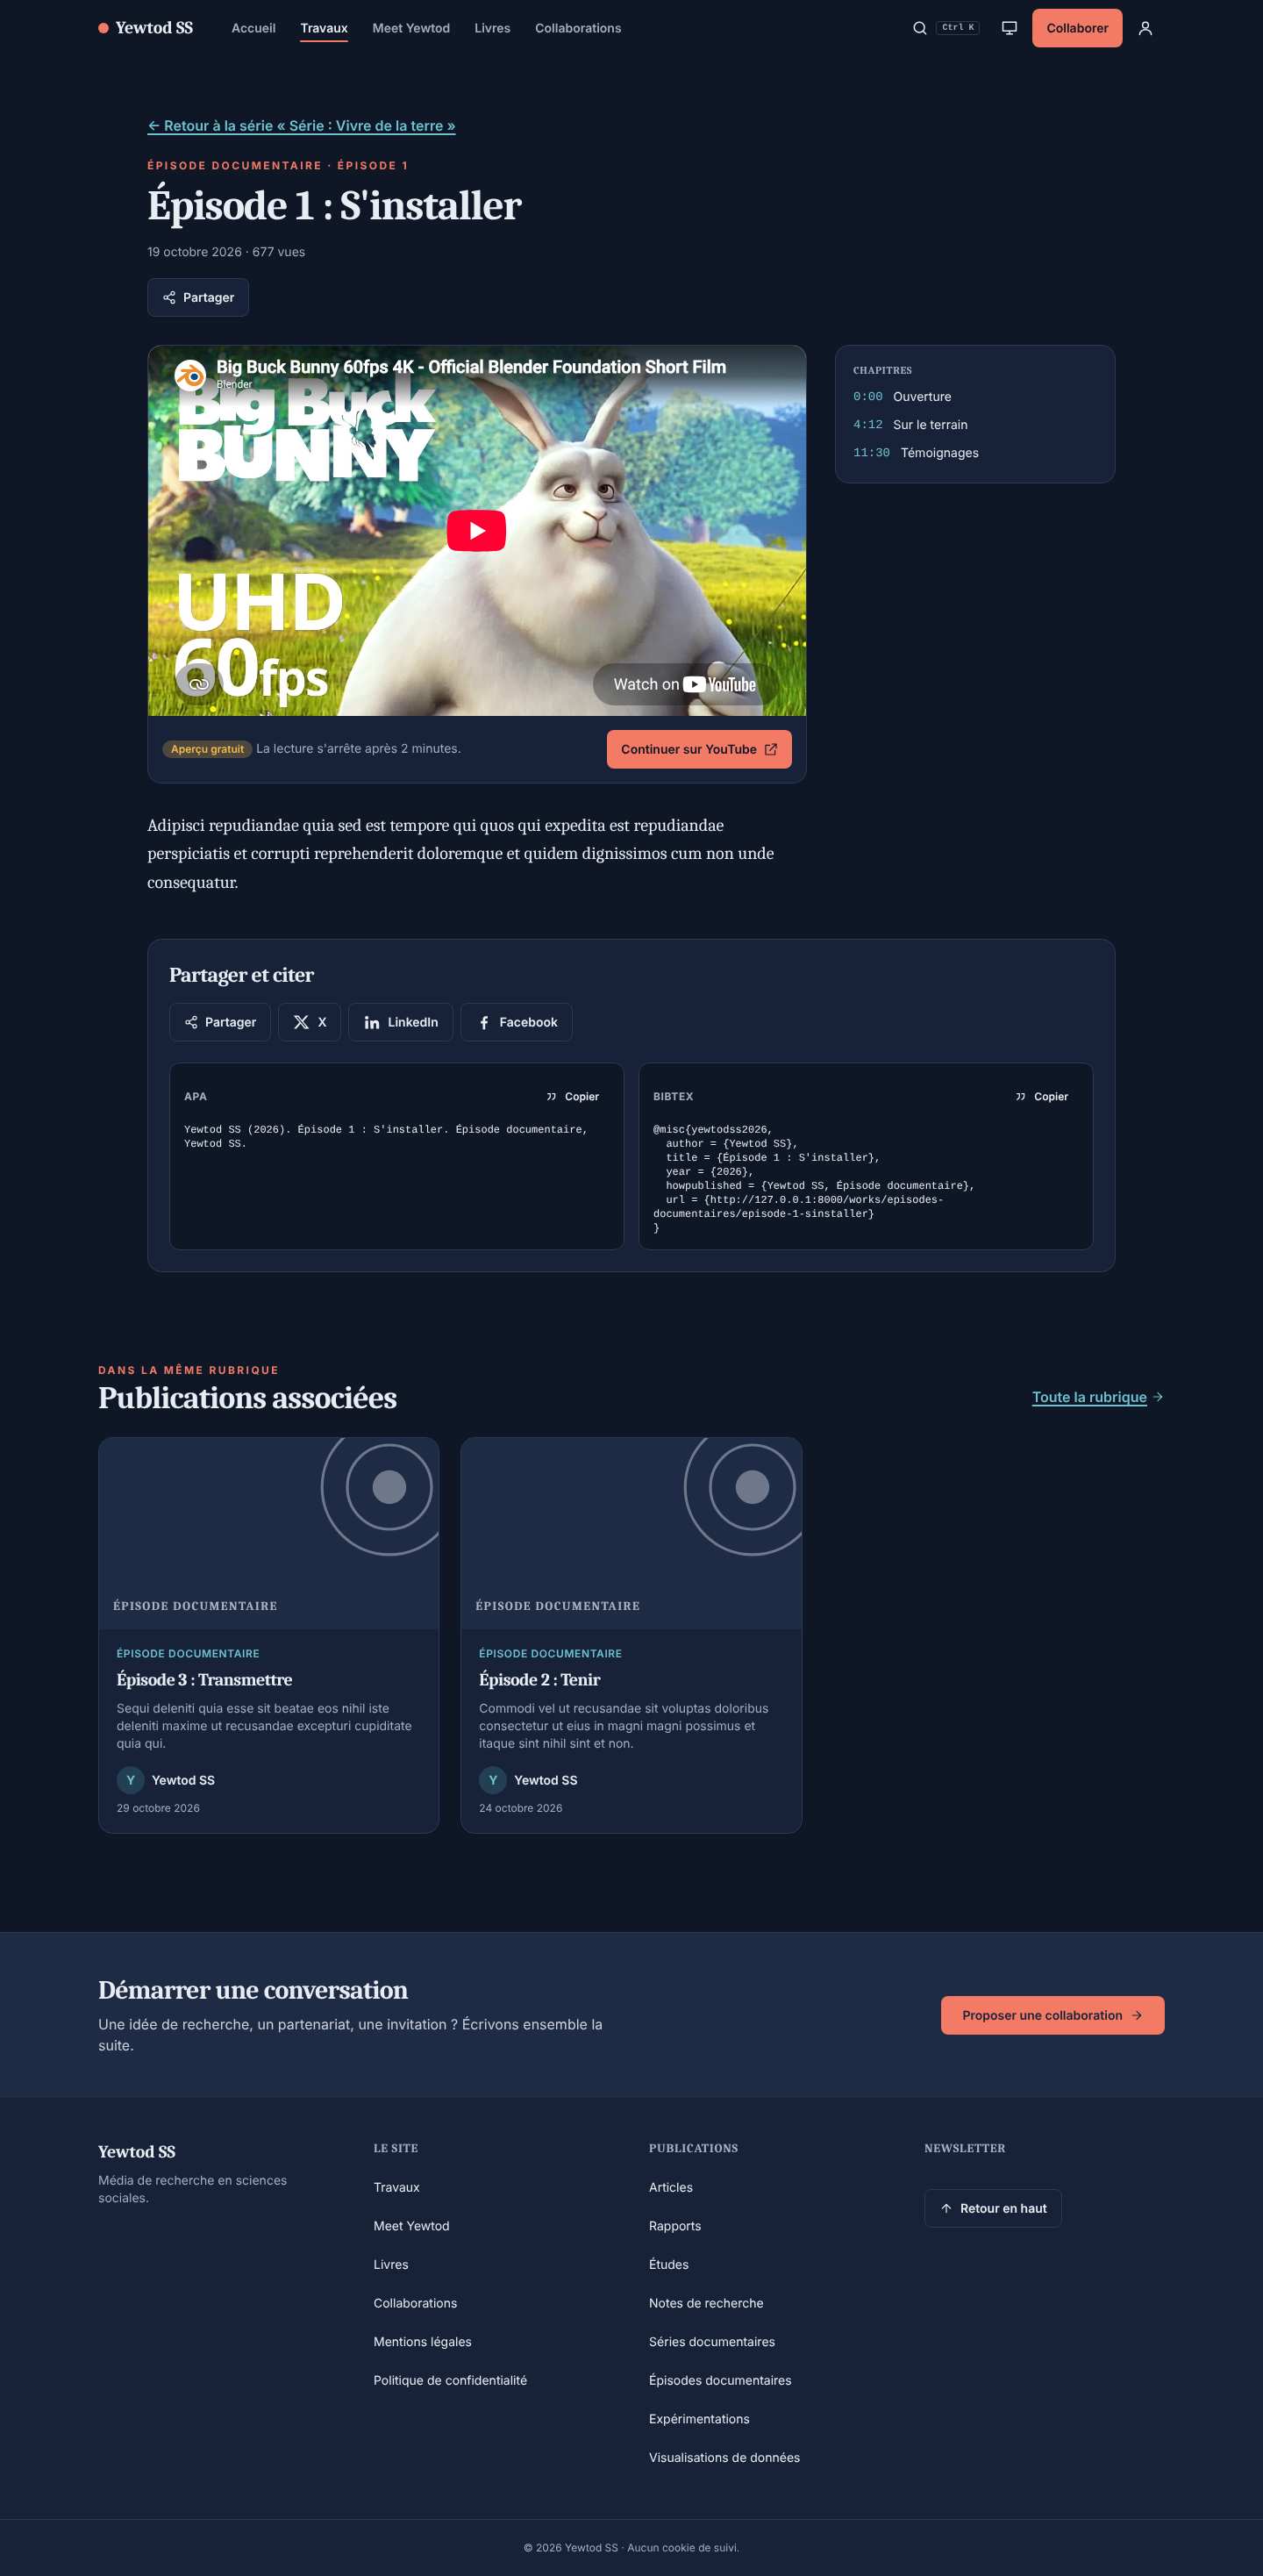 Yewtod SS
Accueil
Travaux
Meet Yewtod
Livres
Collaborations
Ctrl K
Collaborer
← Retour à la série « Série : Vivre de la terre »
ÉPISODE DOCUMENTAIRE · ÉPISODE 1
Épisode 1 : S'installer
19 octobre 2026 · 677 vues
Partager
Big Buck Bunny 60fps 4K - Official Blender Foundation Short Film
Blender
Big Buck
BUNNY
UHD
60fps
Watch on YouTube
Aperçu gratuit La lecture s'arrête après 2 minutes.
Continuer sur YouTube
CHAPITRES
0:00 Ouverture
4:12 Sur le terrain
11:30 Témoignages
Adipisci repudiandae quia sed est tempore qui quos qui expedita est repudiandae
perspiciatis et corrupti reprehenderit doloremque et quidem dignissimos cum non unde
consequatur.
Partager et citer
Partager
X
LinkedIn
Facebook
APA
Copier
Yewtod SS (2026). Épisode 1 : S'installer. Épisode documentaire,
Yewtod SS.
BIBTEX
Copier
@misc{yewtodss2026,
author = {Yewtod SS},
title = {Épisode 1 : S'installer},
year = {2026},
howpublished = {Yewtod SS, Épisode documentaire},
url = {http://127.0.0.1:8000/works/episodes-
documentaires/episode-1-sinstaller}
}
DANS LA MÊME RUBRIQUE
Publications associées
Toute la rubrique →
ÉPISODE DOCUMENTAIRE
ÉPISODE DOCUMENTAIRE
Épisode 3 : Transmettre
Sequi deleniti quia esse sit beatae eos nihil iste
deleniti maxime ut recusandae excepturi cupiditate
quia qui.
Y Yewtod SS
29 octobre 2026
ÉPISODE DOCUMENTAIRE
ÉPISODE DOCUMENTAIRE
Épisode 2 : Tenir
Commodi vel ut recusandae sit voluptas doloribus
consectetur ut eius in magni magni possimus et
itaque sint nihil sint et non.
Y Yewtod SS
24 octobre 2026
Démarrer une conversation
Une idée de recherche, un partenariat, une invitation ? Écrivons ensemble la
suite.
Proposer une collaboration →
Yewtod SS
Média de recherche en sciences
sociales.
LE SITE
Travaux
Meet Yewtod
Livres
Collaborations
Mentions légales
Politique de confidentialité
PUBLICATIONS
Articles
Rapports
Études
Notes de recherche
Séries documentaires
Épisodes documentaires
Expérimentations
Visualisations de données
NEWSLETTER
↑ Retour en haut
© 2026 Yewtod SS · Aucun cookie de suivi.